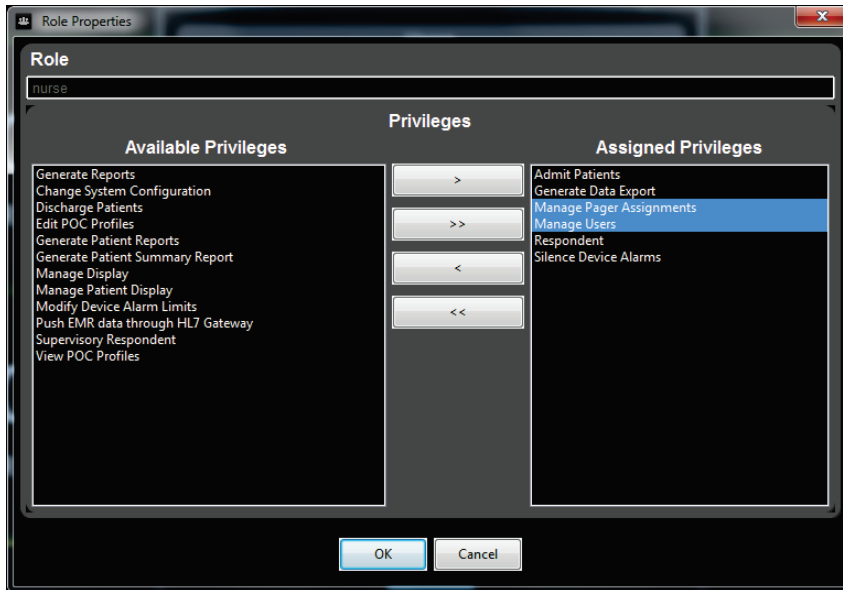 Role Properties
x
Role
nurse
Privileges
Available Privileges
Assigned Privileges
Generate Reports
Change System Configuration
Discharge Patients
Edit POC Profiles
Generate Patient Reports
Generate Patient Summary Report
Manage Display
Manage Patient Display
Modify Device Alarm Limits
Push EMR data through HL7 Gateway
Supervisory Respondent
View POC Profiles
>
>>
<
<<
Admit Patients
Generate Data Export
Manage Pager Assignments
Manage Users
Respondent
Silence Device Alarms
OK
Cancel